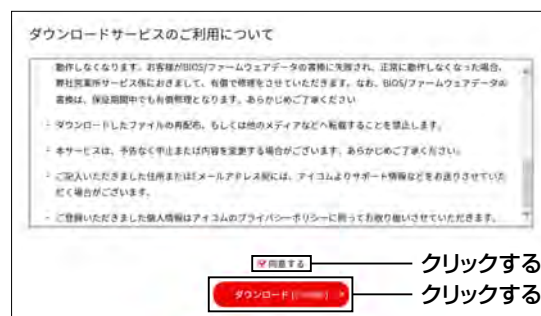 ダウンロードサービスのご利用について
動作しなくなります。お客様がBIOS/ファームウェアデータの書換に失敗され、正常に動作しなくなった場合、
弊社営業所サービス係におきまして、有償で修理をさせていただきます。なお、BIOS/ファームウェアデータの
書換は、保証期間中でも有償修理となります。あらかじめご了承ください
- ダウンロードしたファイルの再配布、もしくは他のメディアなどへ転載することを禁止します。
- 本サービスは、予告なく中止または内容を変更する場合がございます。あらかじめご了承ください。
- ご記入いただきました住所またはEメールアドレス宛には、アイコムよりサポート情報などをお送りさせていた
だく場合がございます。
- ご登録いただきました個人情報はアイコムのプライバシーポリシーに則ってお取り扱いさせていただきます。
同意する クリックする
ダウンロード クリックする